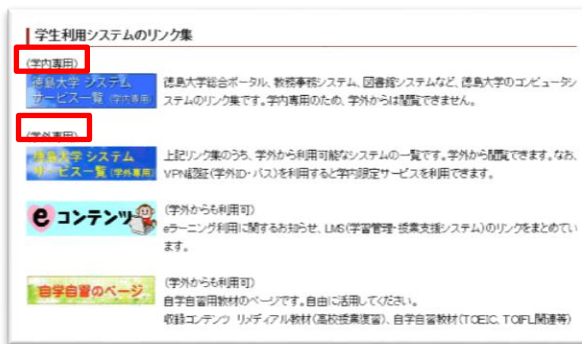 学生利用システムのリンク集
(学内専用)
徳島大学 システム
サービス一覧 (学内専用)
徳島大学総合ポータル、教務事務システム、図書館システムなど、徳島大学のコンピュータシ
ステムのリンク集です。学内専用のため、学外からは閲覧できません。
(学外専用)
徳島大学 システム
サービス一覧 (学外専用)
上記リンク集のうち、学外から利用可能なシステムの一覧です。学外から閲覧できます。なお、
VPN認証(学外ID・パス)を利用すると学内限定サービスを利用できます。
eコンテンツ
(学外からも利用可)
eラーニング利用に関するお知らせ、LMS(学習管理・授業支援システム)のリンクをまとめてい
ます。
自学自習のページ
(学外からも利用可)
自学自習用教材のページです。自由に活用してください。
収録コンテンツ リメディアル教材(高校授業復習)、自学自習教材(TOEIC、TOIFL関連等)